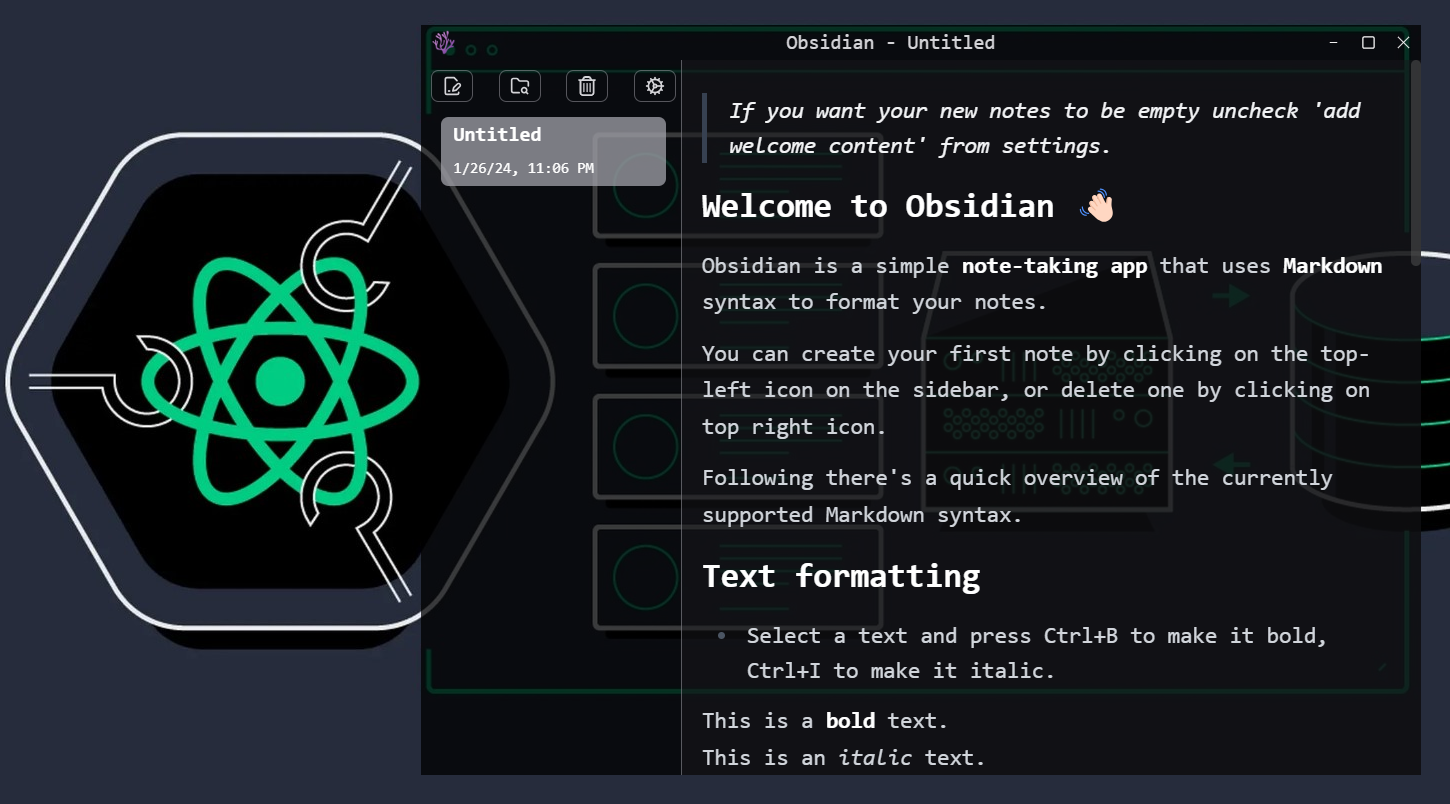 Obsidian - Untitled
Untitled
1/26/24, 11:06 PM
If you want your new notes to be empty uncheck 'add
welcome content' from settings.
Welcome to Obsidian 👋🏻
Obsidian is a simple note-taking app that uses Markdown
syntax to format your notes.
You can create your first note by clicking on the top-
left icon on the sidebar, or delete one by clicking on
top right icon.
Following there's a quick overview of the currently
supported Markdown syntax.
Text formatting
• Select a text and press Ctrl+B to make it bold,
Ctrl+I to make it italic.
This is a bold text.
This is an italic text.